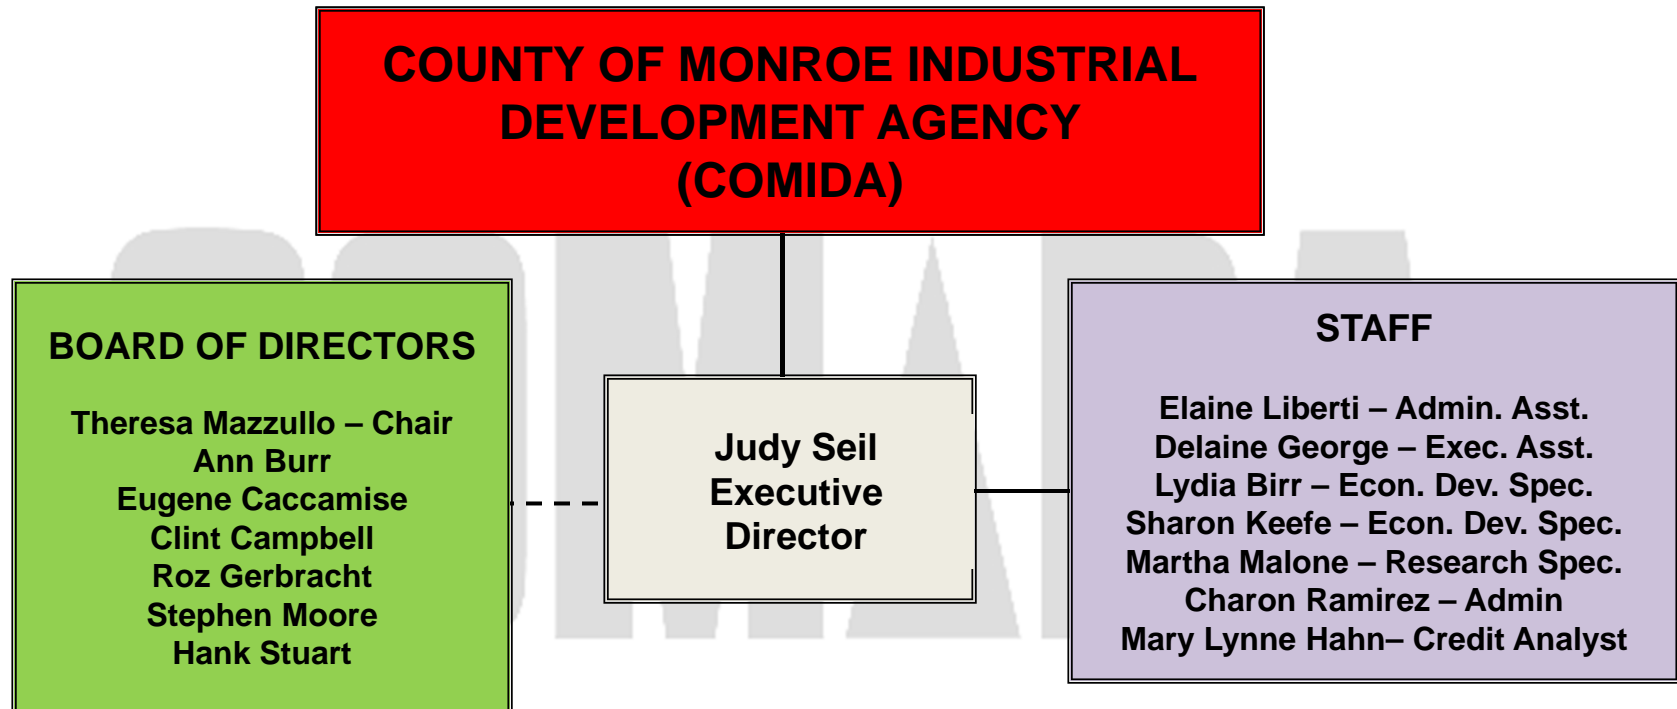 COUNTY OF MONROE INDUSTRIAL
DEVELOPMENT AGENCY
(COMIDA)
BOARD OF DIRECTORS
Theresa Mazzullo – Chair
Ann Burr
Eugene Caccamise
Clint Campbell
Roz Gerbracht
Stephen Moore
Hank Stuart
Judy Seil
Executive
Director
STAFF
Elaine Liberti – Admin. Asst.
Delaine George – Exec. Asst.
Lydia Birr – Econ. Dev. Spec.
Sharon Keefe – Econ. Dev. Spec.
Martha Malone – Research Spec.
Charon Ramirez – Admin
Mary Lynne Hahn– Credit Analyst